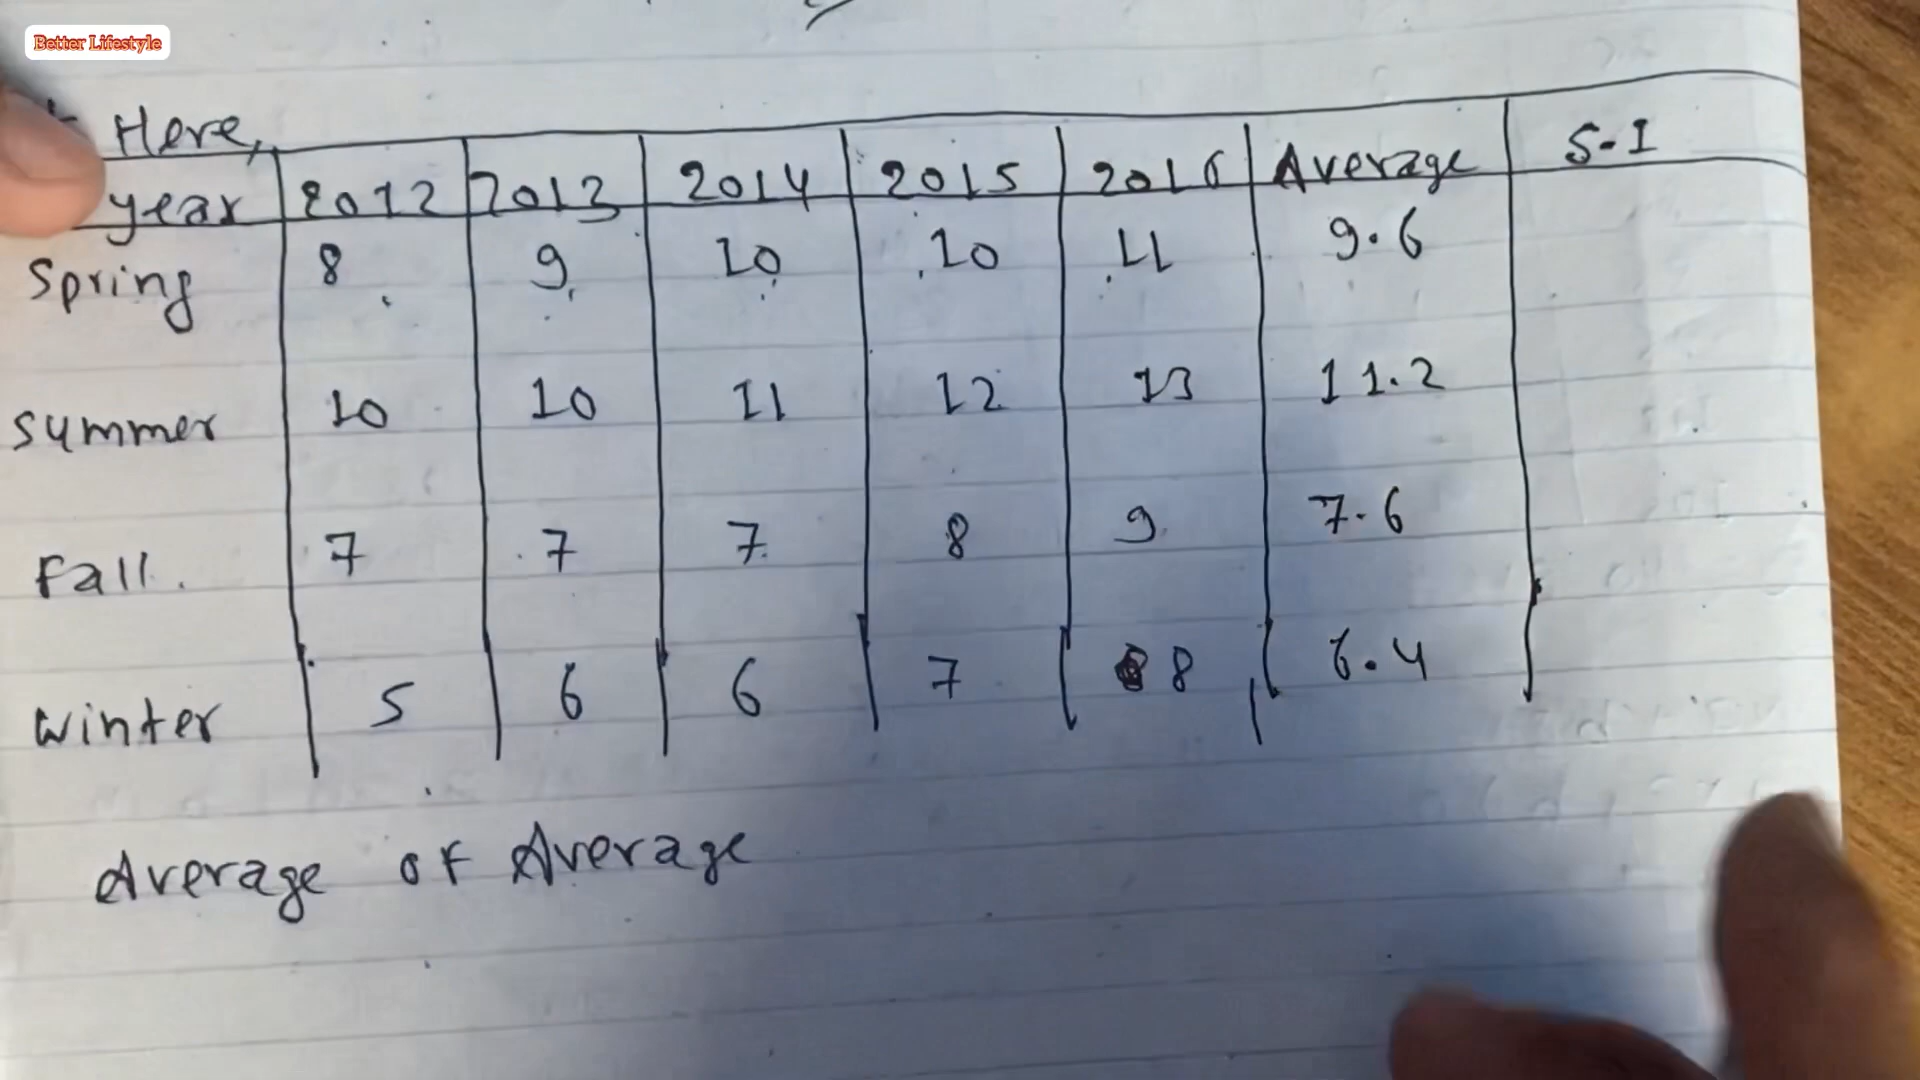 Better Lifestyle
Here,
year 2012 2013 2014 2015 2016 Average S.I
Spring 8 9 10 10 11 9.6
Summer 10 10 11 12 13 11.2
Fall. 7 7 7 8 9 7.6
Winter 5 6 6 7 8 6.4
Average of Average